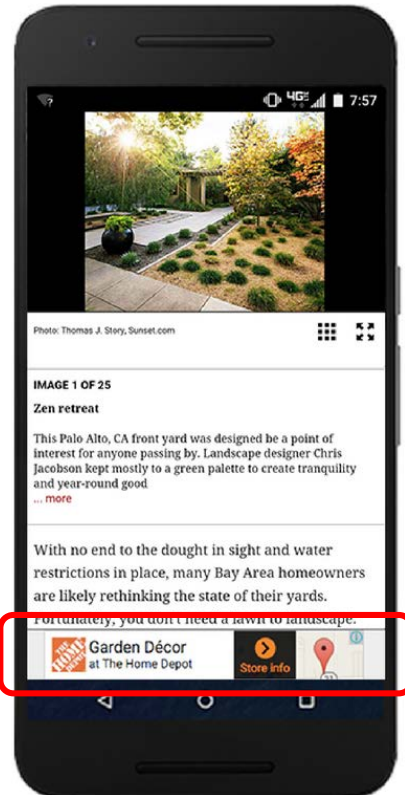 4G
7:57
Photo: Thomas J. Story, Sunset.com
IMAGE 1 OF 25
Zen retreat
This Palo Alto, CA front yard was designed be a point of
interest for anyone passing by. Landscape designer Chris
Jacobson kept mostly to a green palette to create tranquility
and year-round good
... more
With no end to the dought in sight and water
restrictions in place, many Bay Area homeowners
are likely rethinking the state of their yards.
Fortunately, you don't need a lawn to landscape.
THE HOME DEPOT
Garden Décor
at The Home Depot
Store info